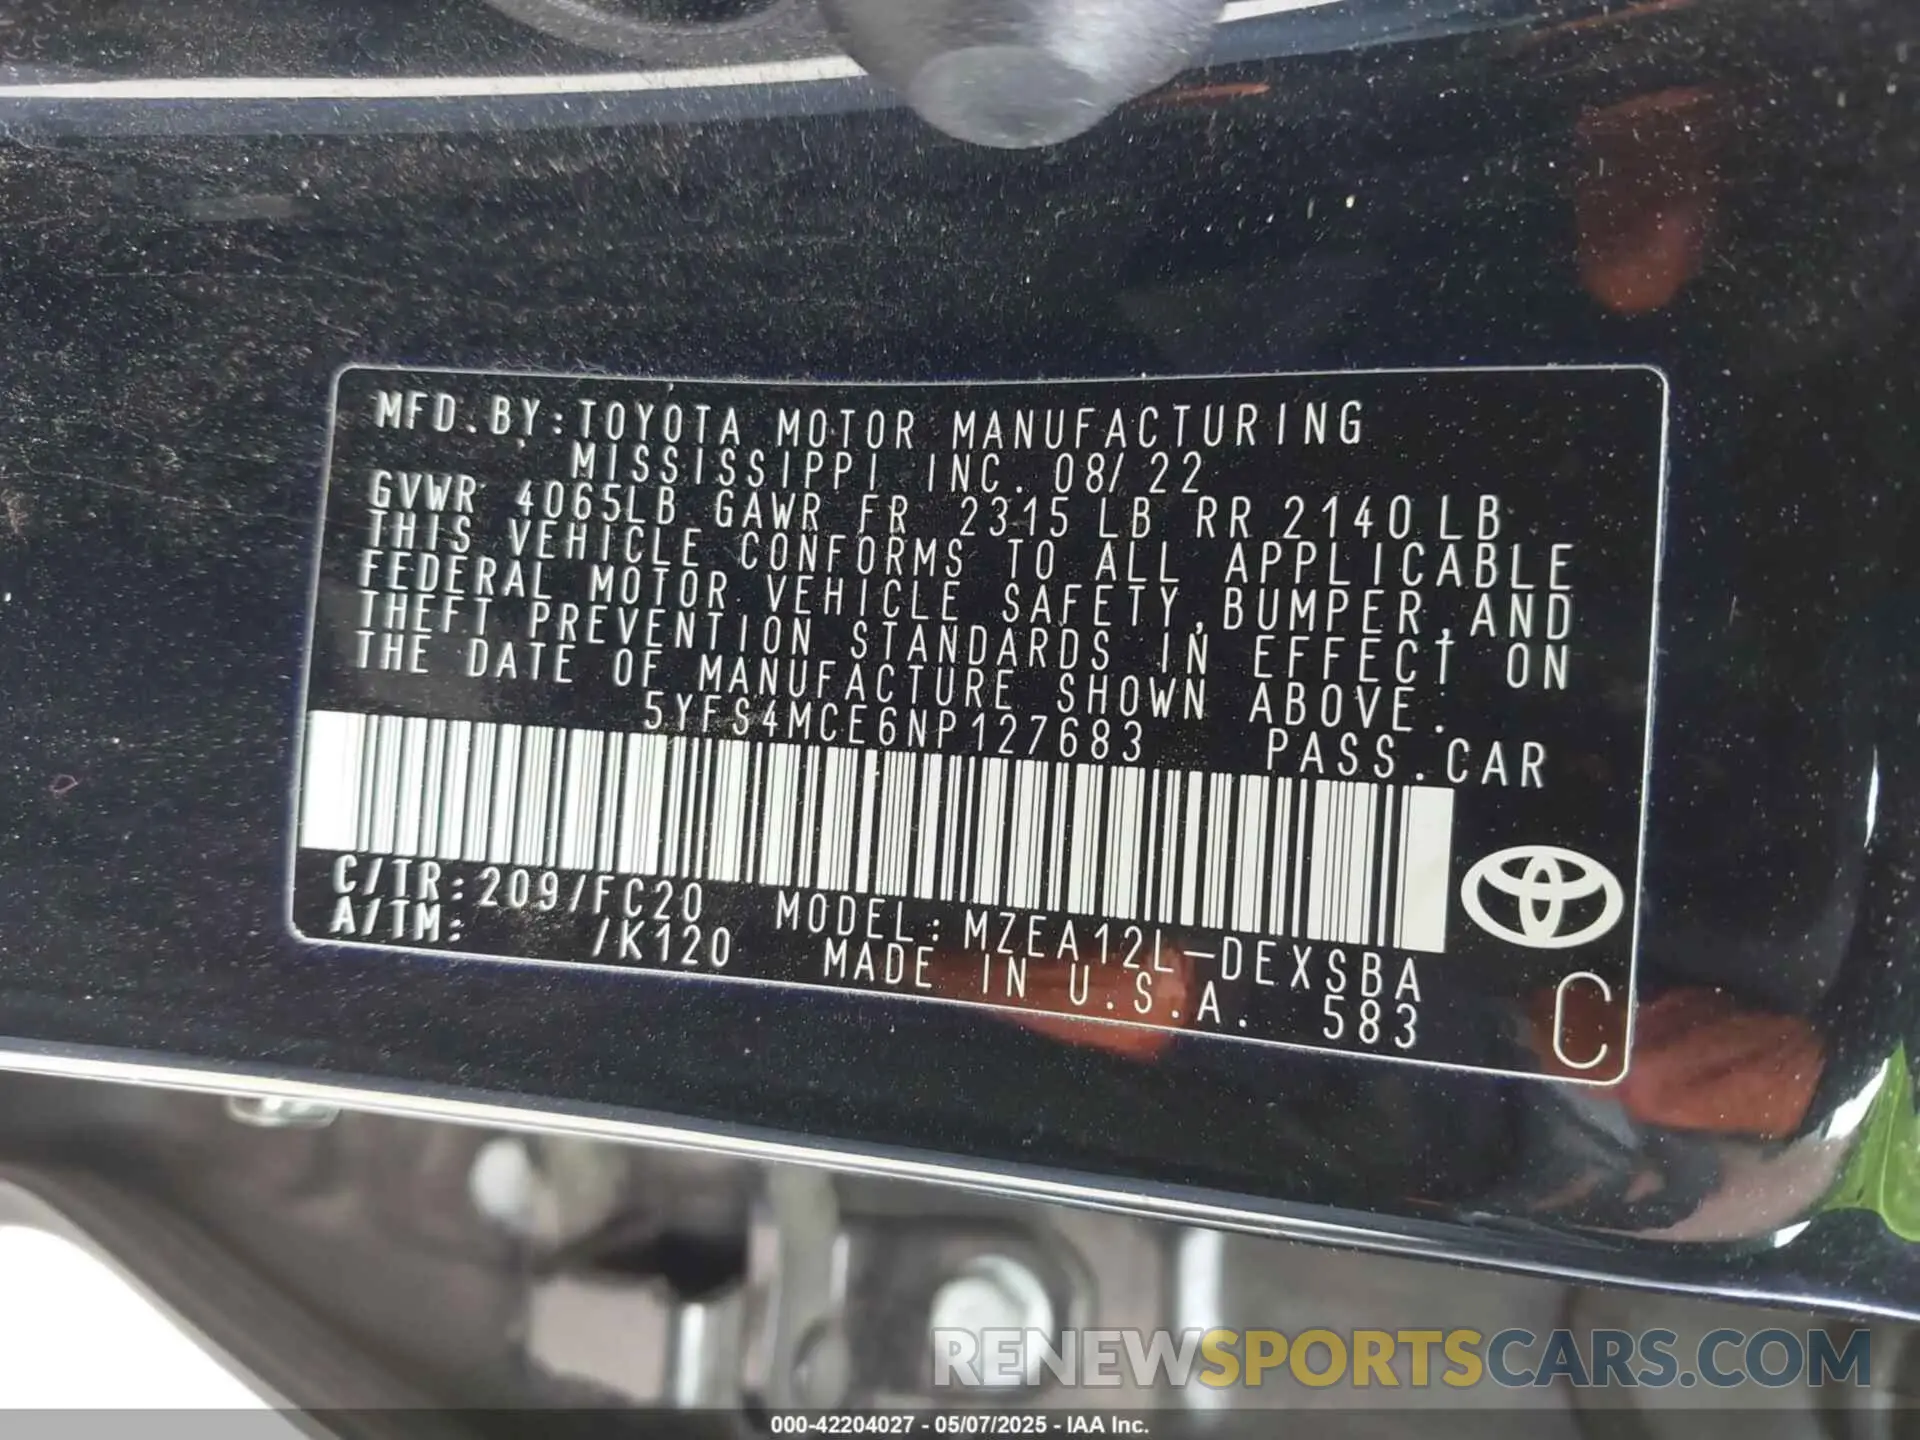 MFD.BY:TOYOTA MOTOR MANUFACTURING
MISSISSIPPI INC. 08/22
GVWR 4065LB GAWR FR 2315 LB RR 2140 LB
THIS VEHICLE CONFORMS TO ALL APPLICABLE
FEDERAL MOTOR VEHICLE SAFETY,BUMPER,AND
THEFT PREVENTION STANDARDS IN EFFECT ON
THE DATE OF MANUFACTURE SHOWN ABOVE.
5YFS4MCE6NP127683 PASS.CAR
C/TR:209/FC20 MODEL:MZEA12L-DEXSBA
A/TM: /K120 MADE IN U.S.A. 583
C
RENEWSPORTSCARS.COM
000-42204027 - 05/07/2025 - IAA Inc.